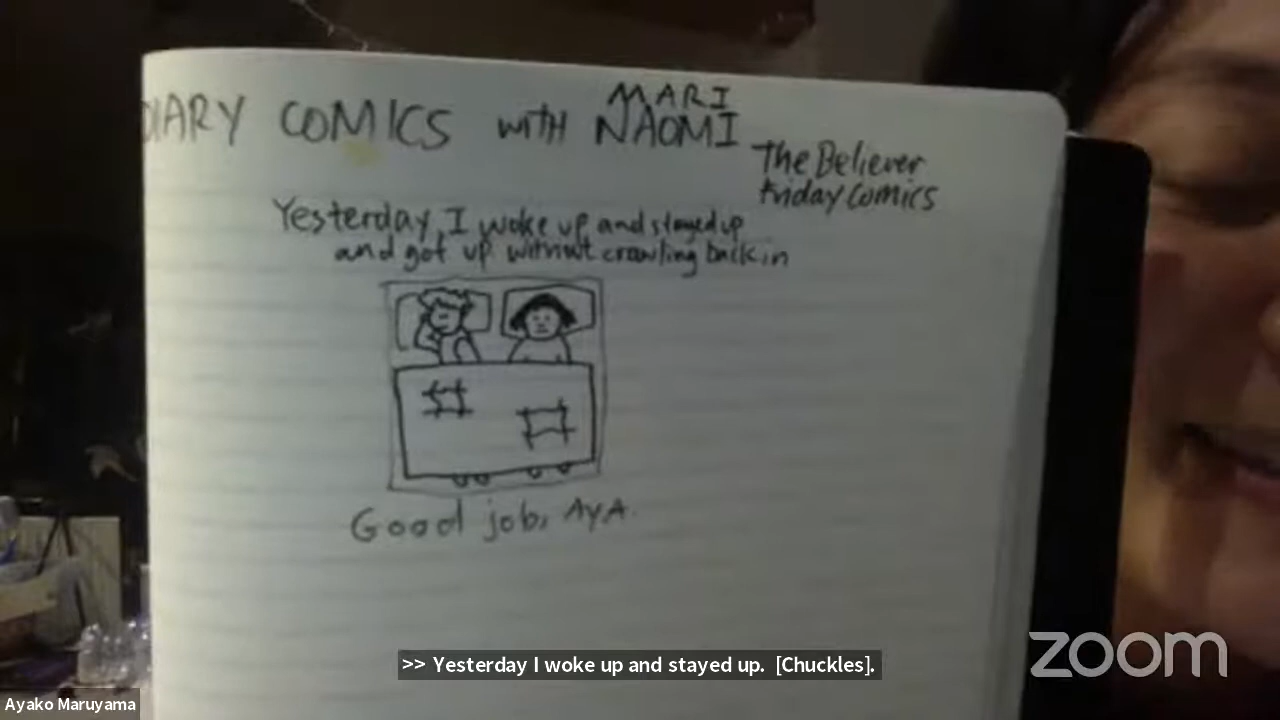 DIARY COMICS WITH MARI NAOMI
The Believer
Friday Comics
Yesterday, I woke up and stayed up
and got up without crawling back in
Good job, AYA.
>> Yesterday I woke up and stayed up. [Chuckles].
zoom
Ayako Maruyama